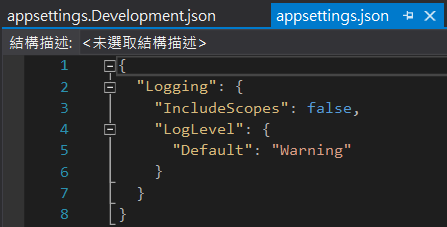 appsettings.Development.json appsettings.json
結構描述: <未選取結構描述>
1 {
2 "Logging": {
3 "IncludeScopes": false,
4 "LogLevel": {
5 "Default": "Warning"
6 }
7 }
8 }